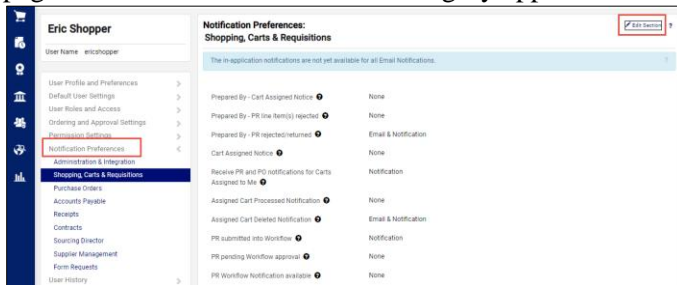 Eric Shopper
User Name ericshopper
User Profile and Preferences
Default User Settings
User Roles and Access
Ordering and Approval Settings
Permission Settings
Notification Preferences
Administration & Integration
Shopping, Carts & Requisitions
Purchase Orders
Accounts Payable
Receipts
Contracts
Sourcing Director
Supplier Management
Form Requests
User History
Notification Preferences:
Shopping, Carts & Requisitions
Edit Section ?
The in-application notifications are not yet available for all Email Notifications. ?
Prepared By - Cart Assigned Notice ? None
Prepared By - PR line item(s) rejected ? None
Prepared By - PR rejected/returned ? Email & Notification
Cart Assigned Notice ? None
Receive PR and PO notifications for Carts Notification
Assigned to Me ?
Assigned Cart Processed Notification ? None
Assigned Cart Deleted Notification ? Email & Notification
PR submitted into Workflow ? Notification
PR pending Workflow approval ? None
PR Workflow Notification available ? None